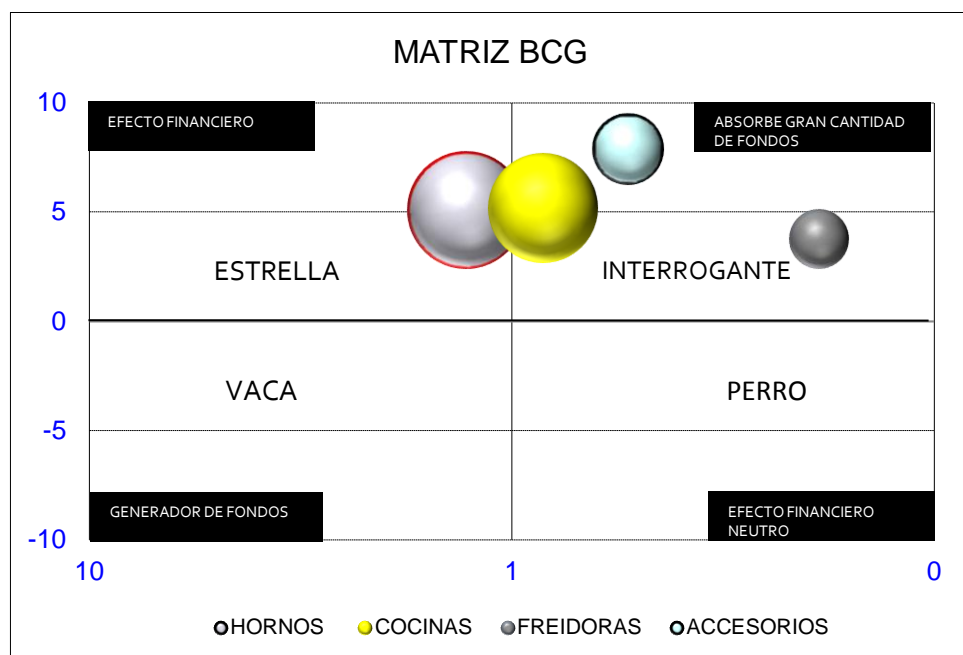 MATRIZ BCG
10
EFECTO FINANCIERO
ABSORBE GRAN CANTIDAD
DE FONDOS
5
ESTRELLA
INTERROGANTE
0
VACA
PERRO
-5
GENERADOR DE FONDOS
EFECTO FINANCIERO
NEUTRO
-10
10 1 0
HORNOS COCINAS FREIDORAS ACCESORIOS